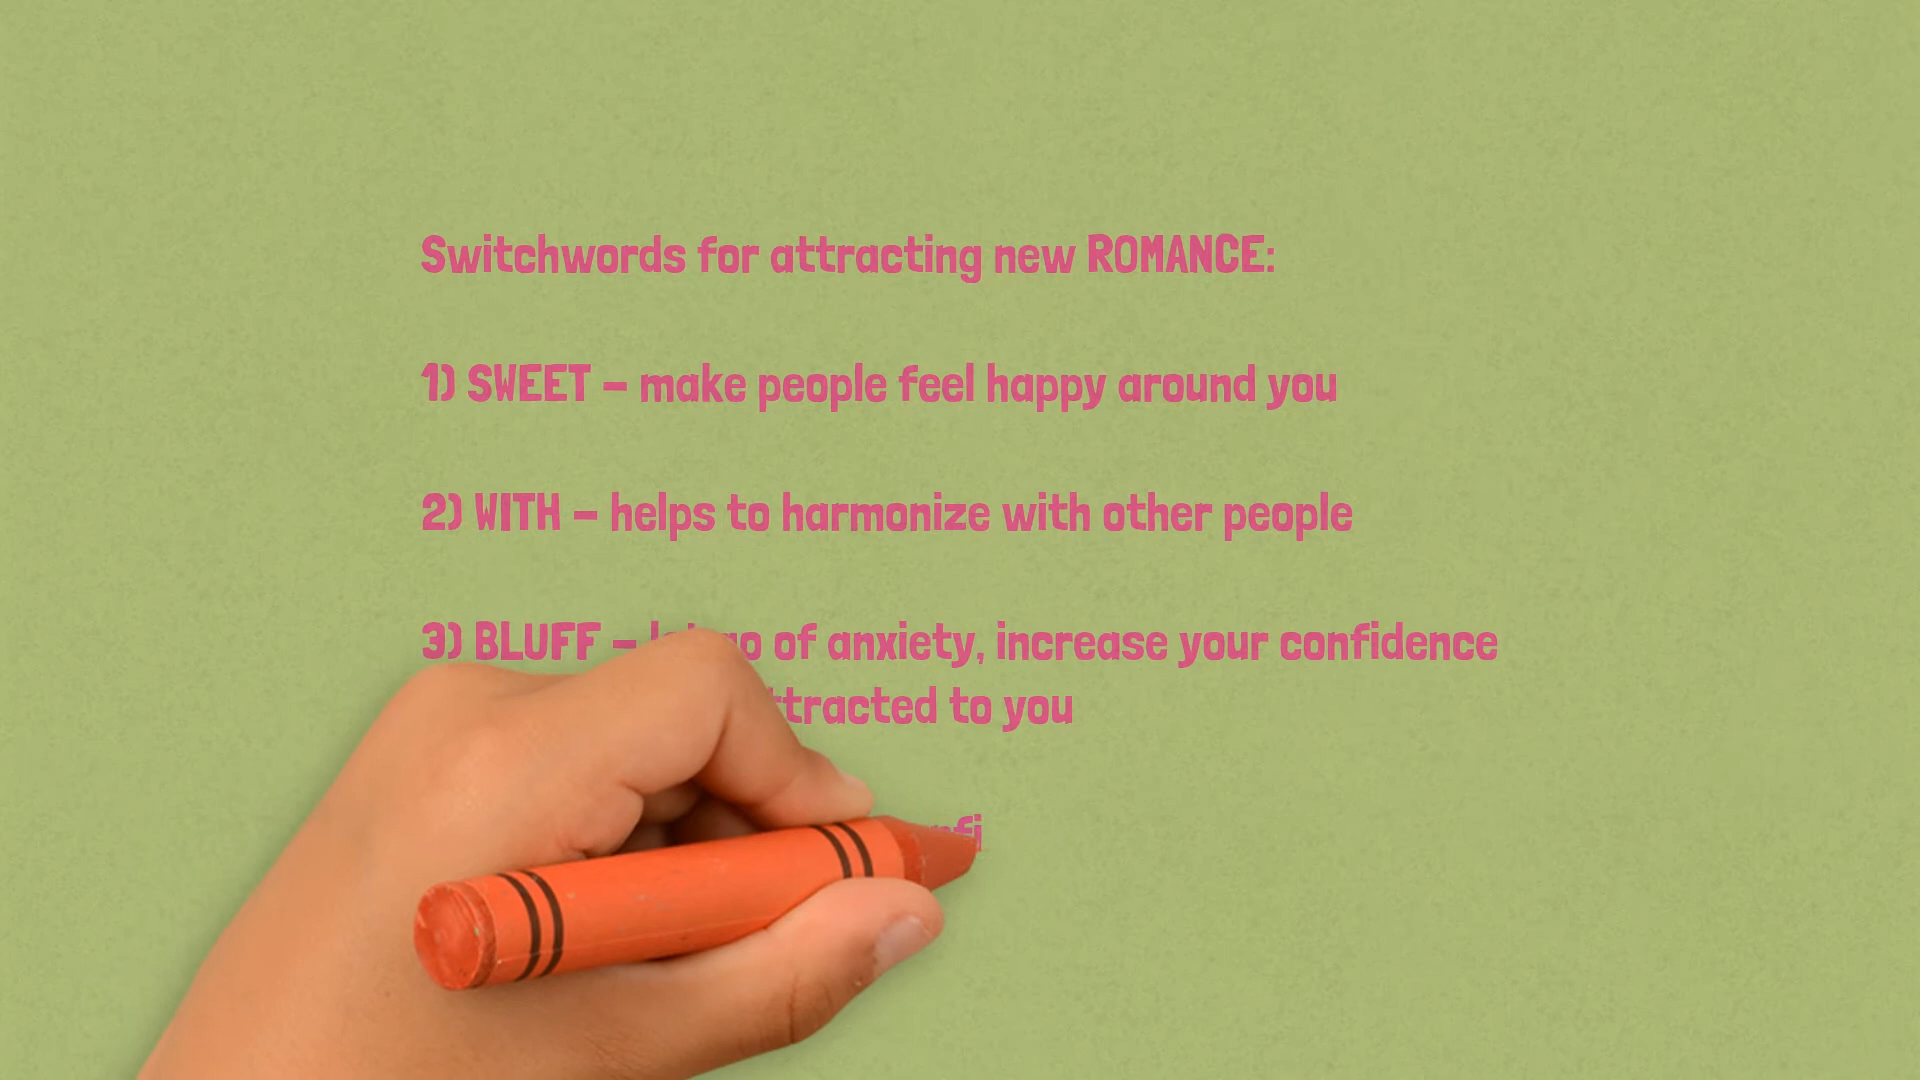 Switchwords for attracting new ROMANCE:
1) SWEET – make people feel happy around you
2) WITH – helps to harmonize with other people
3) BLUFF – of anxiety, increase your confidence
to you